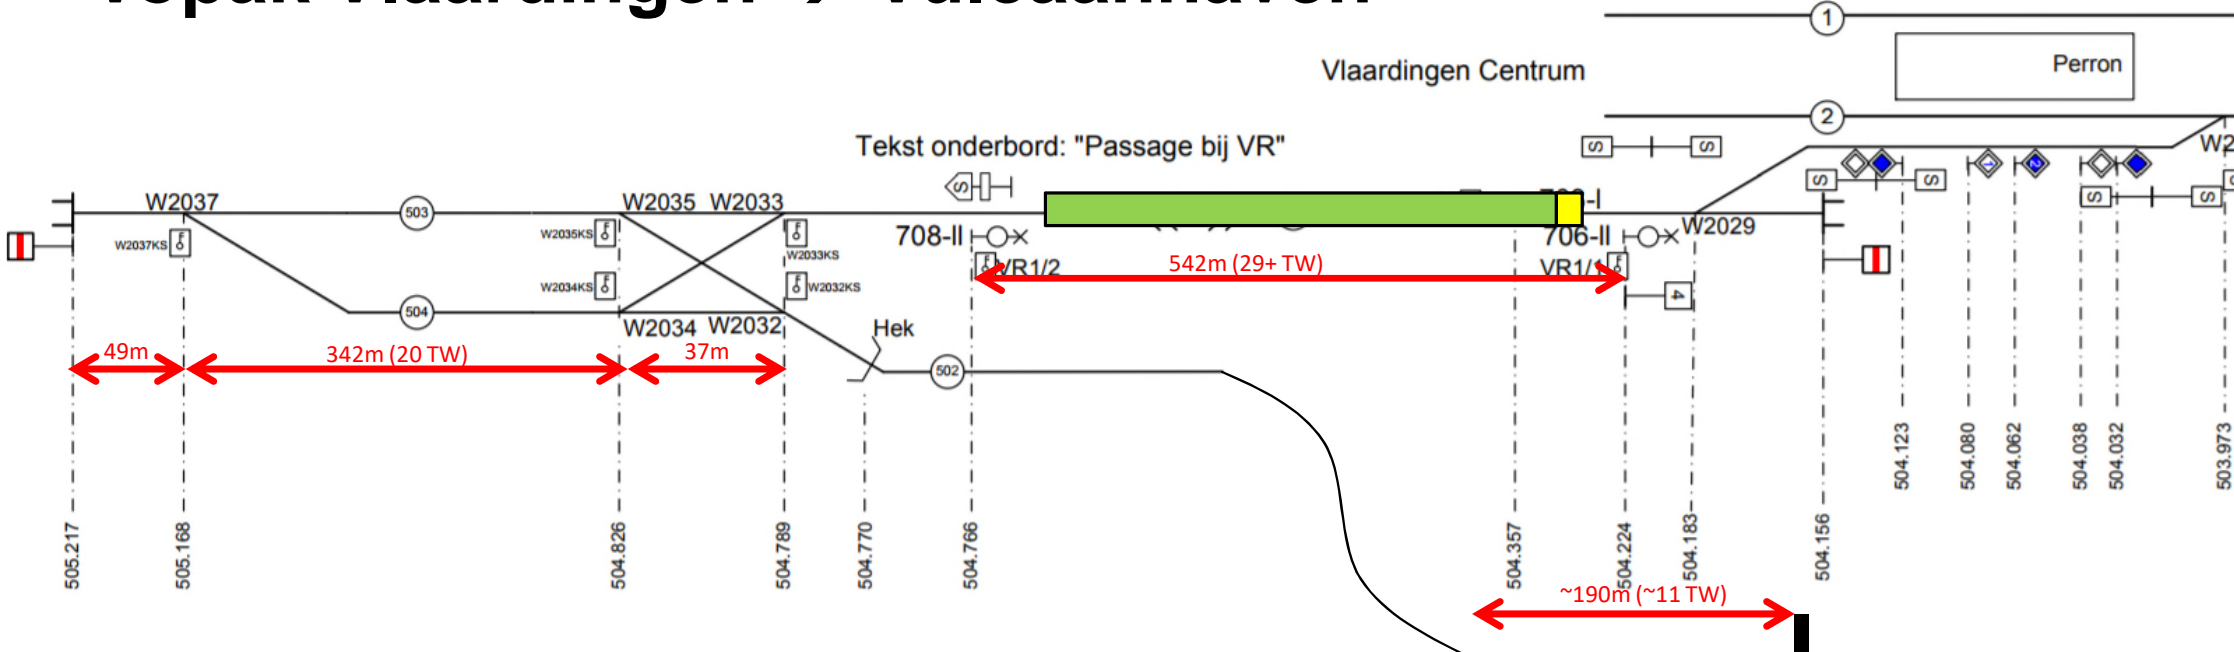 1
Vlaardingen Centrum
Perron
2
Tekst onderbord: "Passage bij VR"
S
S
W2
S
1
2
S
S
S
S
W2037
503
W2035
W2033
-I
W2037KS
W2035KS
W2033KS
708-II
706-II
W2029
VR1/2
542m (29+ TW)
VR1/1
W2034KS
W2032KS
4
504
W2034
W2032
Hek
49m
342m (20 TW)
37m
502
505.217
505.168
504.826
504.789
504.770
504.766
504.357
504.224
504.183
504.156
504.123
504.080
504.062
504.038
504.032
503.973
~190m (~11 TW)